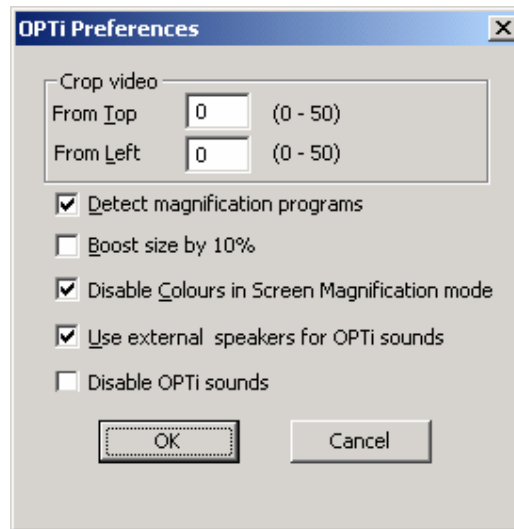 OPTi Preferences
Crop video
From Top 0 (0 - 50)
From Left 0 (0 - 50)
Detect magnification programs
Boost size by 10%
Disable Colours in Screen Magnification mode
Use external speakers for OPTi sounds
Disable OPTi sounds
OK Cancel